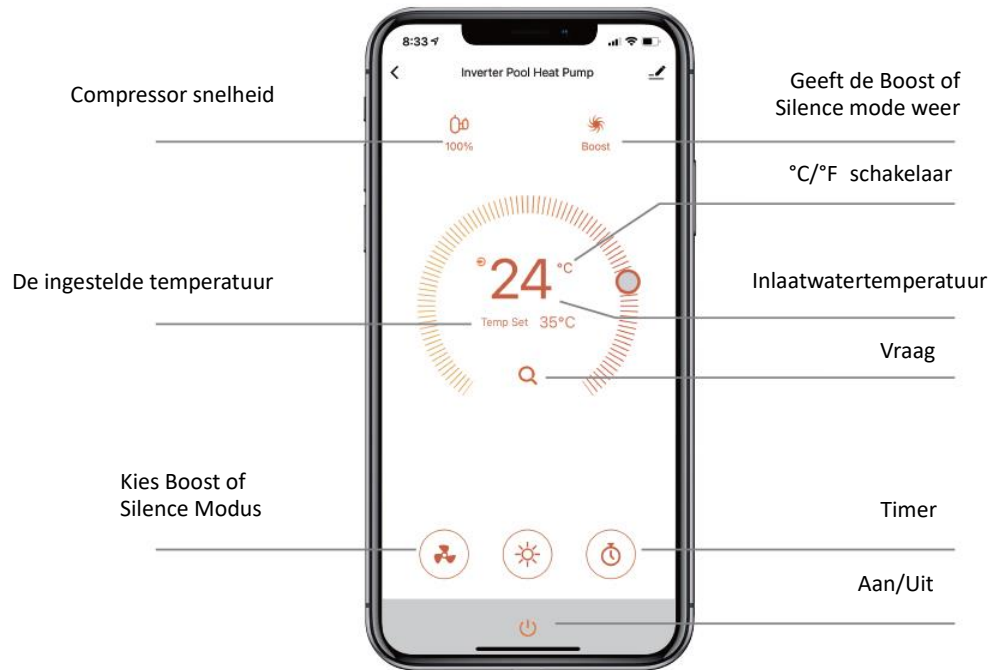 8:33
Inverter Pool Heat Pump
Compressor snelheid
Geeft de Boost of
Silence mode weer
100%
Boost
°C/°F schakelaar
24 °C
De ingestelde temperatuur
Inlaatwatertemperatuur
Temp Set 35°C
Vraag
Kies Boost of
Silence Modus
Timer
Aan/Uit